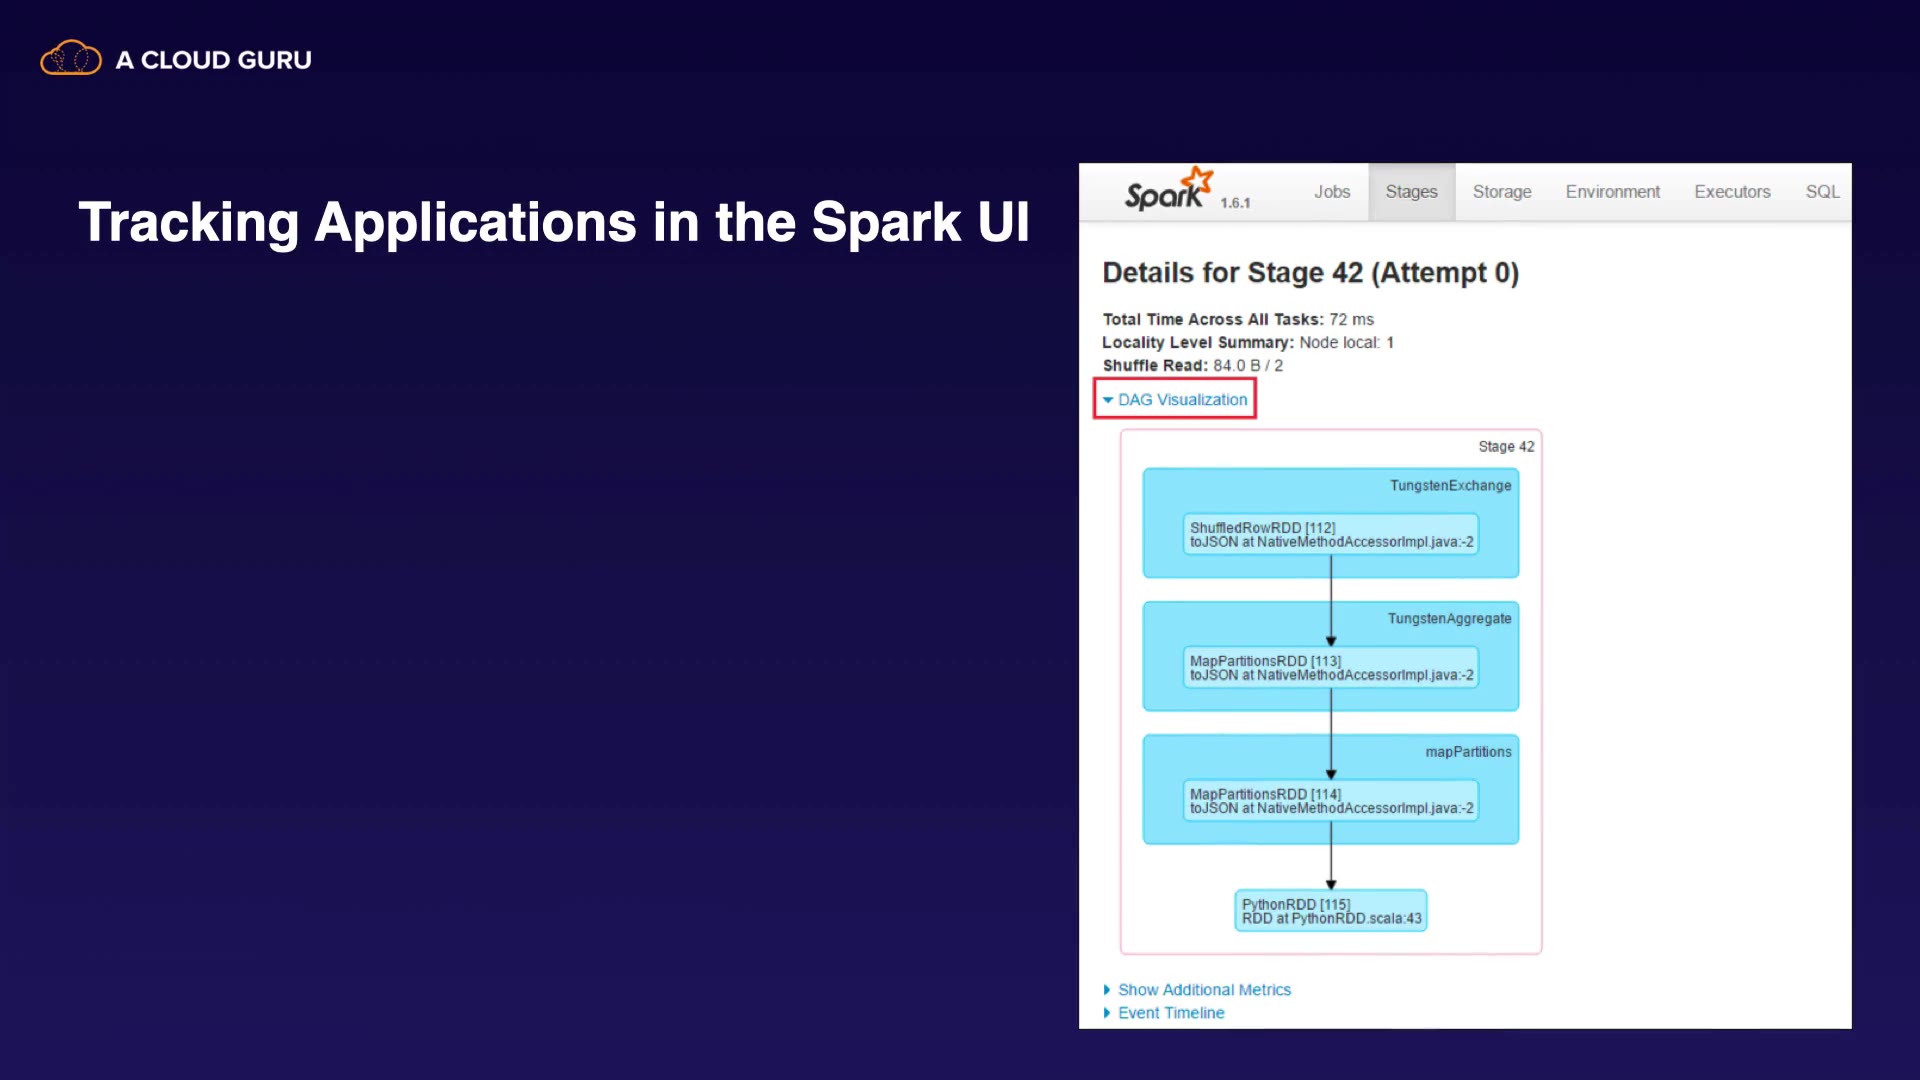 A CLOUD GURU
Tracking Applications in the Spark UI
Spark 1.6.1 Jobs Stages Storage Environment Executors SQL
Details for Stage 42 (Attempt 0)
Total Time Across All Tasks: 72 ms
Locality Level Summary: Node local: 1
Shuffle Read: 84.0 B / 2
DAG Visualization
Stage 42
TungstenExchange
ShuffledRowRDD [112]
toJSON at NativeMethodAccessorImpl.java:-2
TungstenAggregate
MapPartitionsRDD [113]
toJSON at NativeMethodAccessorImpl.java:-2
mapPartitions
MapPartitionsRDD [114]
toJSON at NativeMethodAccessorImpl.java:-2
PythonRDD [115]
RDD at PythonRDD.scala:43
Show Additional Metrics
Event Timeline